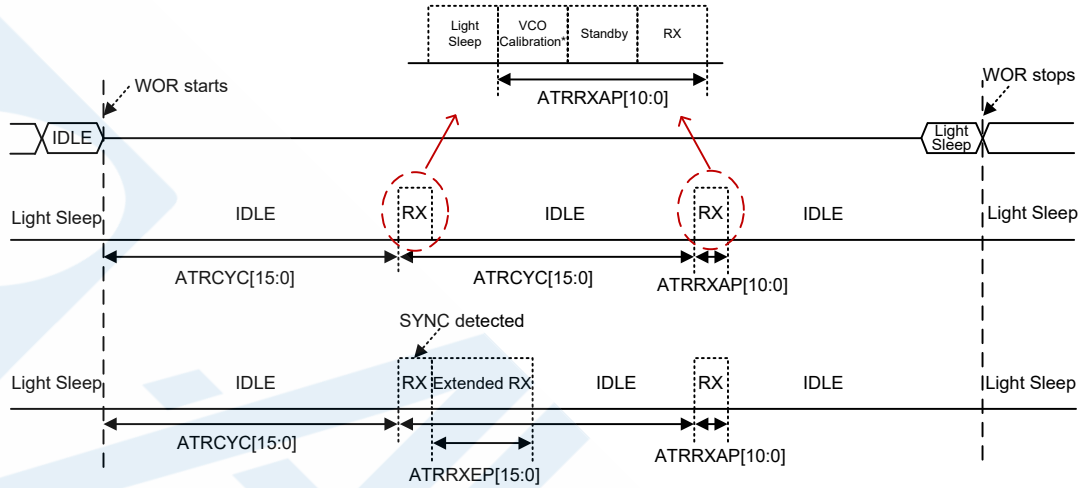 Light Sleep
VCO Calibration*
Standby
RX
ATRRXAP[10:0]
WOR starts
WOR stops
IDLE
Light Sleep
Light Sleep
IDLE
RX
IDLE
RX
IDLE
Light Sleep
ATRCYC[15:0]
ATRCYC[15:0]
ATRRXAP[10:0]
SYNC detected
Light Sleep
IDLE
RX
Extended RX
IDLE
RX
IDLE
Light Sleep
ATRCYC[15:0]
ATRRXEP[15:0]
ATRRXAP[10:0]